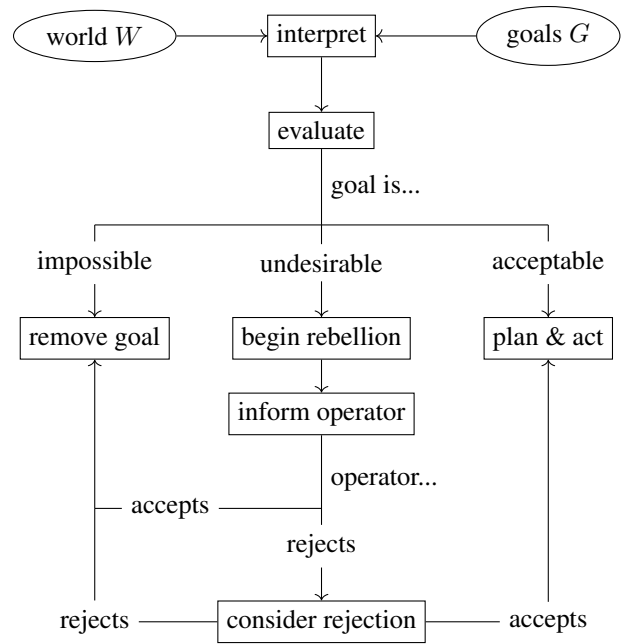 world W
interpret
goals G
evaluate
goal is...
impossible
undesirable
acceptable
remove goal
begin rebellion
plan & act
inform operator
operator...
accepts
rejects
rejects
consider rejection
accepts